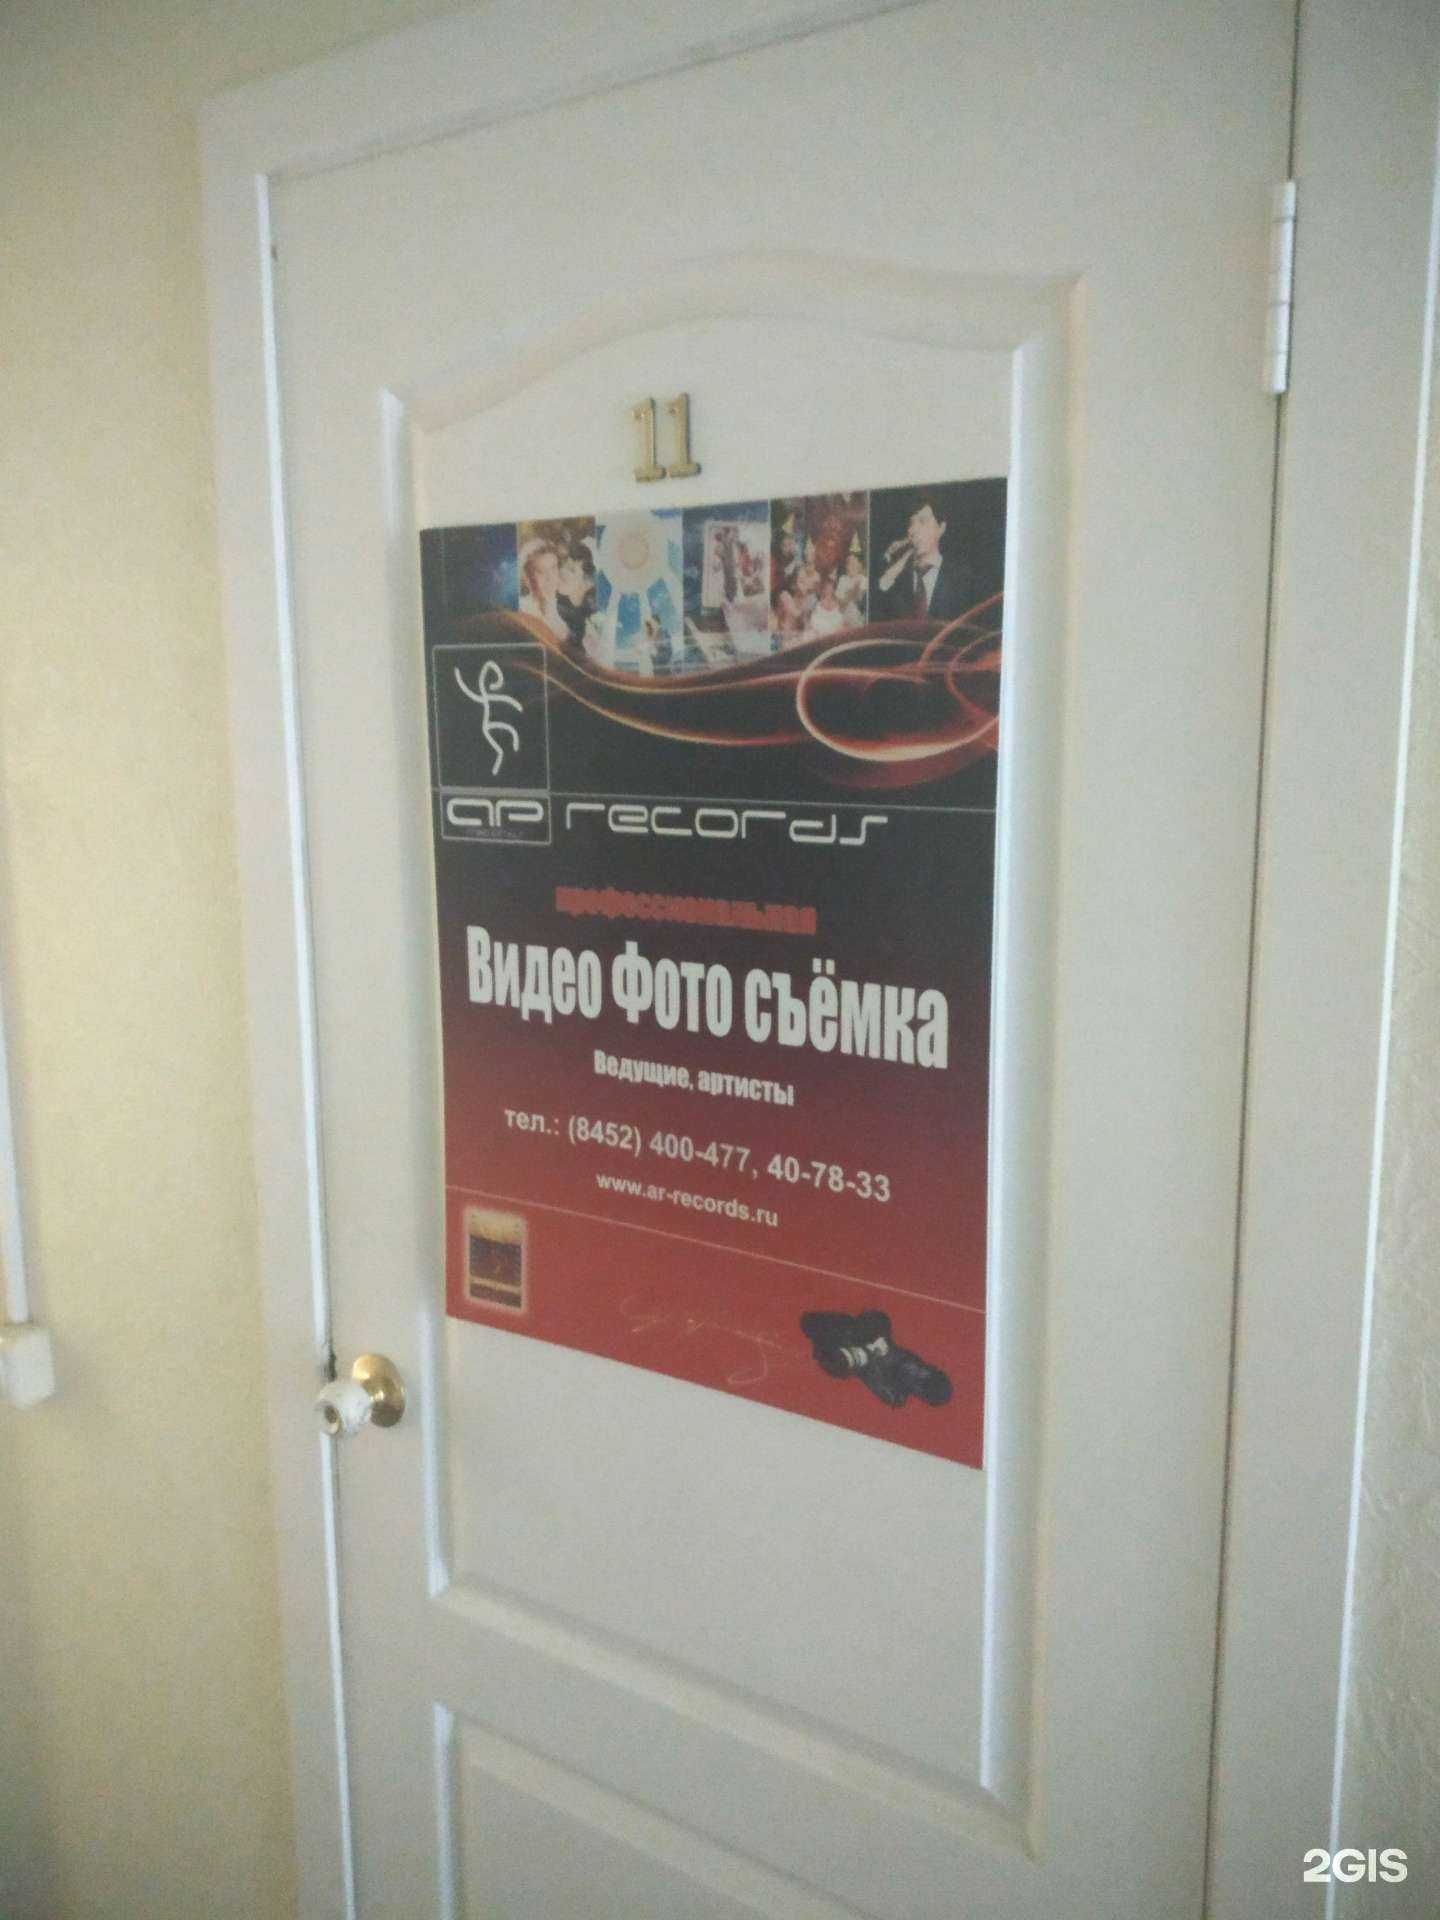 11
ар records
профессиональная
Видео Фото съёмка
Ведущие, артисты
тел.: (8452) 400-477, 40-78-33
www.ar-records.ru
2GIS